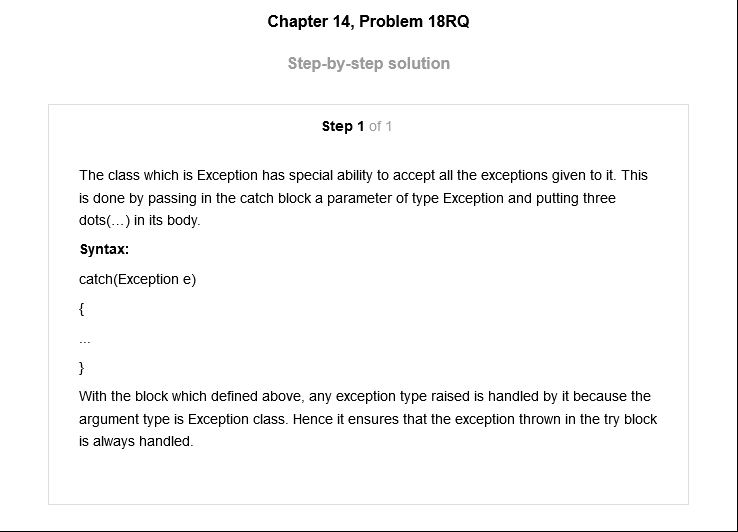 Chapter 14, Problem 18RQ
Step-by-step solution
Step 1 of 1
The class which is Exception has special ability to accept all the exceptions given to it. This
is done by passing in the catch block a parameter of type Exception and putting three
dots(...) in its body.
Syntax:
catch(Exception e)
{
...
}
With the block which defined above, any exception type raised is handled by it because the
argument type is Exception class. Hence it ensures that the exception thrown in the try block
is always handled.